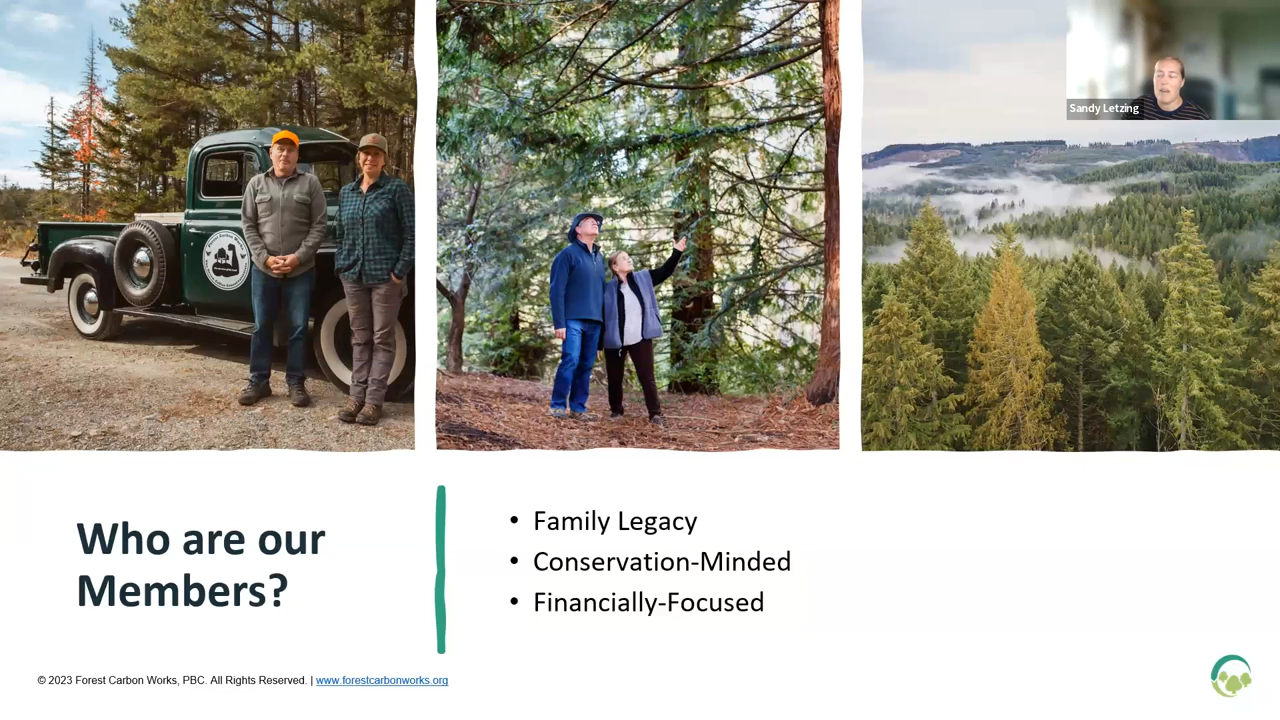 Sandy Letzing
Who are our
Members?
• Family Legacy
• Conservation-Minded
• Financially-Focused
© 2023 Forest Carbon Works, PBC. All Rights Reserved. | www.forestcarbonworks.org